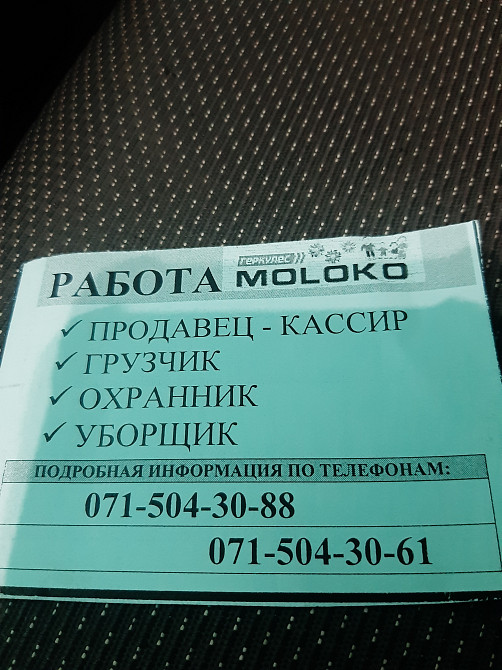 РАБОТА
ГЕРКУЛЕС
MOLOKO
ПРОДАВЕЦ - КАССИР
ГРУЗЧИК
ОХРАННИК
УБОРЩИК
ПОДРОБНАЯ ИНФОРМАЦИЯ ПО ТЕЛЕФОНАМ:
071-504-30-88
071-504-30-61